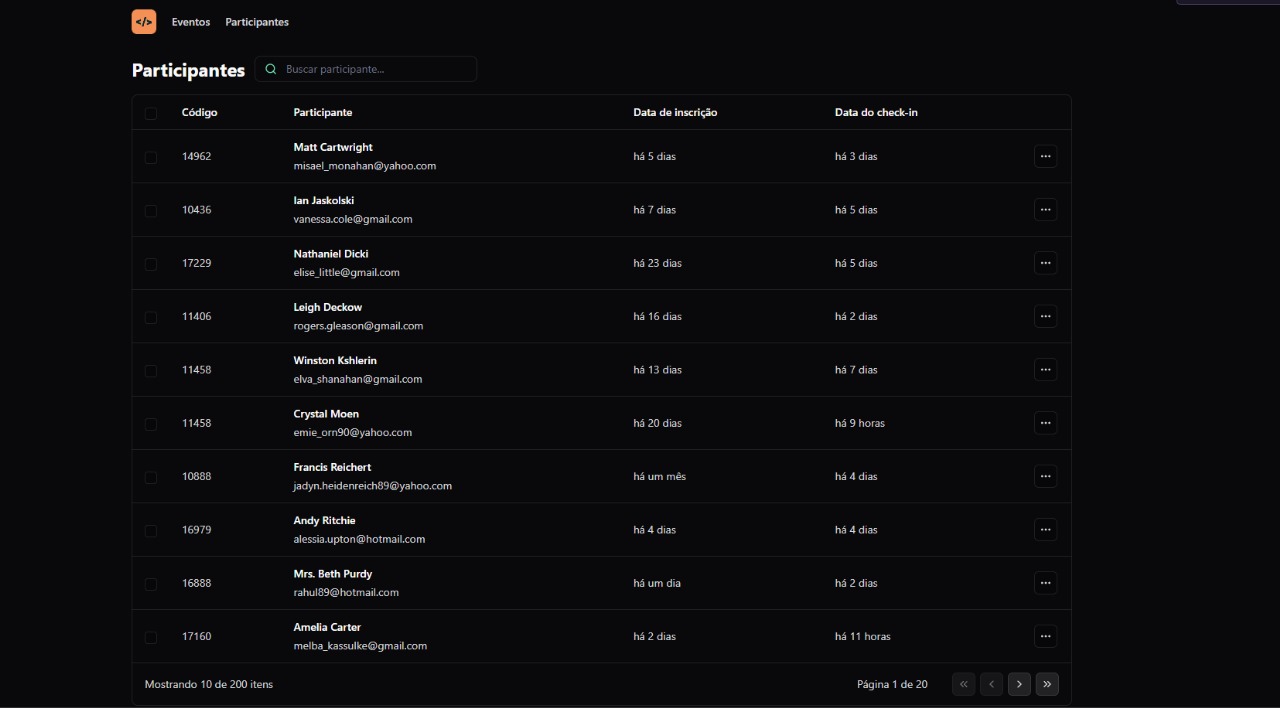 </> Eventos Participantes
Participantes Buscar participante...
Código Participante Data de inscrição Data do check-in
Matt Cartwright
14962 há 5 dias há 3 dias ...
misael_monahan@yahoo.com
Ian Jaskolski
10436 há 7 dias há 5 dias ...
vanessa.cole@gmail.com
Nathaniel Dicki
17229 há 23 dias há 5 dias ...
elise_little@gmail.com
Leigh Deckow
11406 há 16 dias há 2 dias ...
rogers.gleason@gmail.com
Winston Kshlerin
11458 há 13 dias há 7 dias ...
elva_shanahan@gmail.com
Crystal Moen
11458 há 20 dias há 9 horas ...
emie_orn90@yahoo.com
Francis Reichert
10888 há um mês há 4 dias ...
jadyn.heidenreich89@yahoo.com
Andy Ritchie
16979 há 4 dias há 4 dias ...
alessia.upton@hotmail.com
Mrs. Beth Purdy
16888 há um dia há 2 dias ...
rahul89@hotmail.com
Amelia Carter
17160 há 2 dias há 11 horas ...
melba_kassulke@gmail.com
Mostrando 10 de 200 itens Página 1 de 20 « ‹ › »